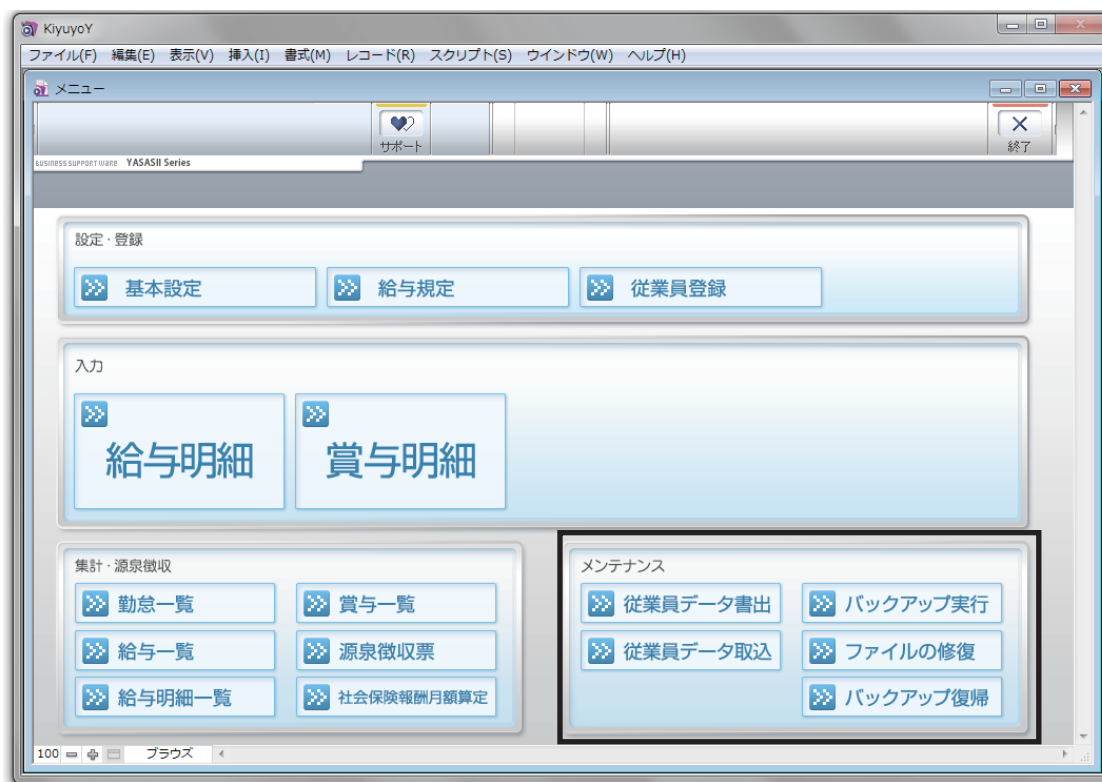 KiyuyoY
ファイル(F) 編集(E) 表示(V) 挿入(I) 書式(M) レコード(R) スクリプト(S) ウインドウ(W) ヘルプ(H)
メニュー
サポート
終了
BUSINESS SUPPORT WARE YASASII Series
設定・登録
基本設定 給与規定 従業員登録
入力
給与明細 賞与明細
集計・源泉徴収
勤怠一覧 賞与一覧
給与一覧 源泉徴収票
給与明細一覧 社会保険報酬月額算定
メンテナンス
従業員データ書出 バックアップ実行
従業員データ取込 ファイルの修復
バックアップ復帰
100 ブラウズ